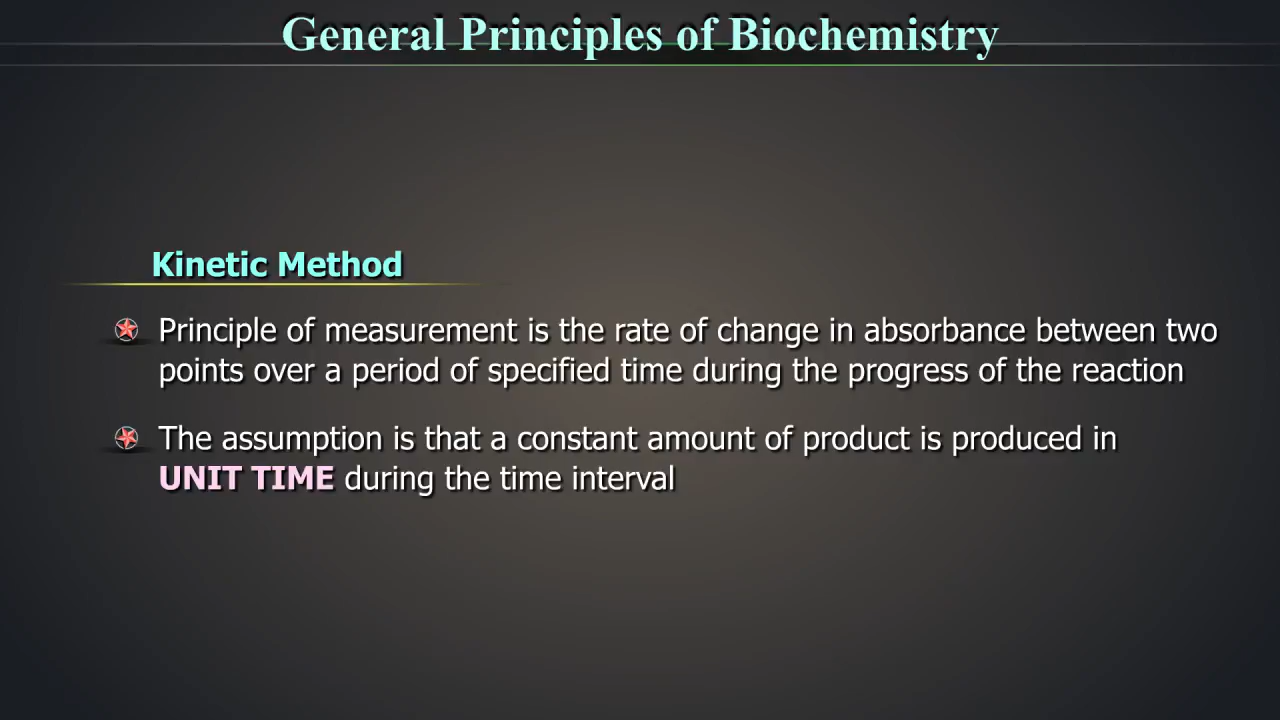 General Principles of Biochemistry
Kinetic Method
Principle of measurement is the rate of change in absorbance between two
points over a period of specified time during the progress of the reaction
The assumption is that a constant amount of product is produced in
UNIT TIME during the time interval